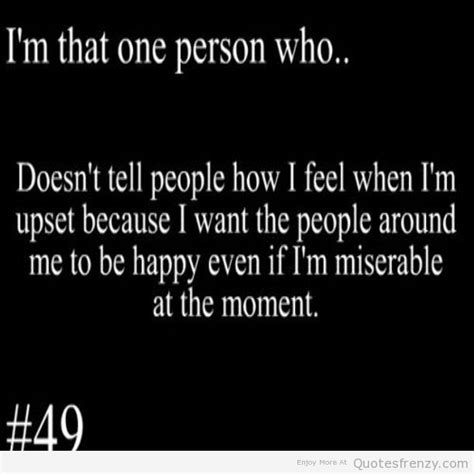 I'm that one person who..
Doesn't tell people how I feel when I'm
upset because I want the people around
me to be happy even if I'm miserable
at the moment.
#49
Enjoy More At Quotesfrenzy.com